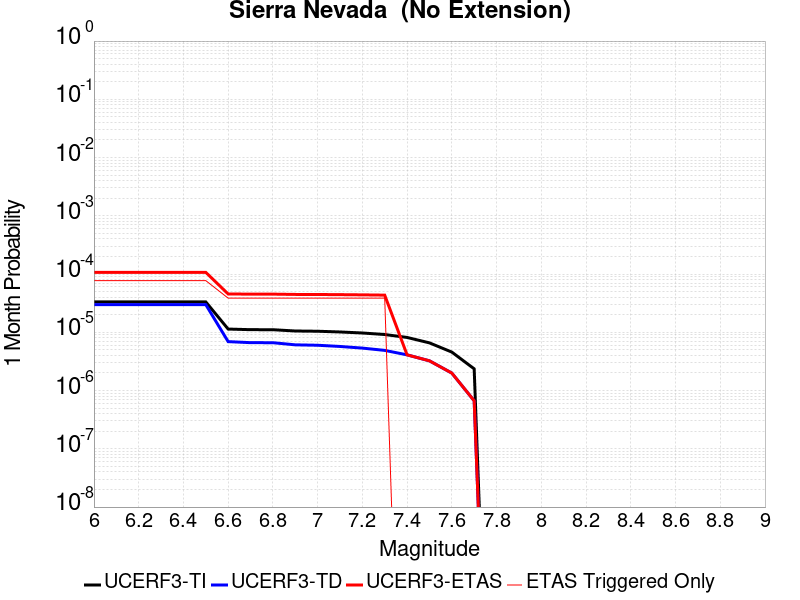 Sierra Nevada  (No Extension)
10^0
10^-1
10^-2
10^-3
10^-4
10^-5
10^-6
10^-7
10^-8
1 Month Probability
6 6.2 6.4 6.6 6.8 7 7.2 7.4 7.6 7.8 8 8.2 8.4 8.6 8.8 9
Magnitude
UCERF3-TI UCERF3-TD UCERF3-ETAS ETAS Triggered Only